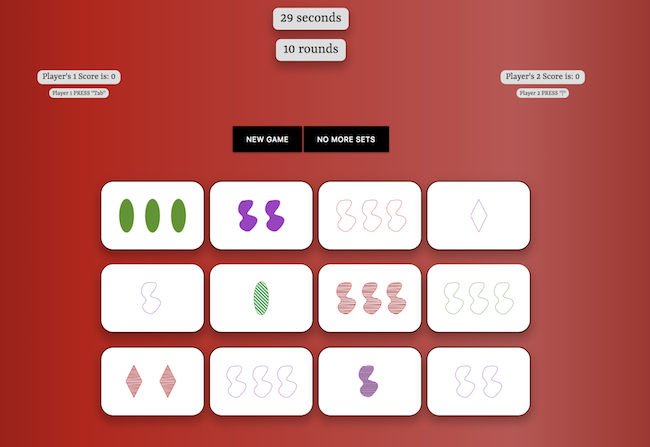 29 seconds
10 rounds
Player's 1 Score is: 0
Player's 2 Score is: 0
Player 1 PRESS "Tab"
Player 2 PRESS "]"
NEW GAME
NO MORE SETS